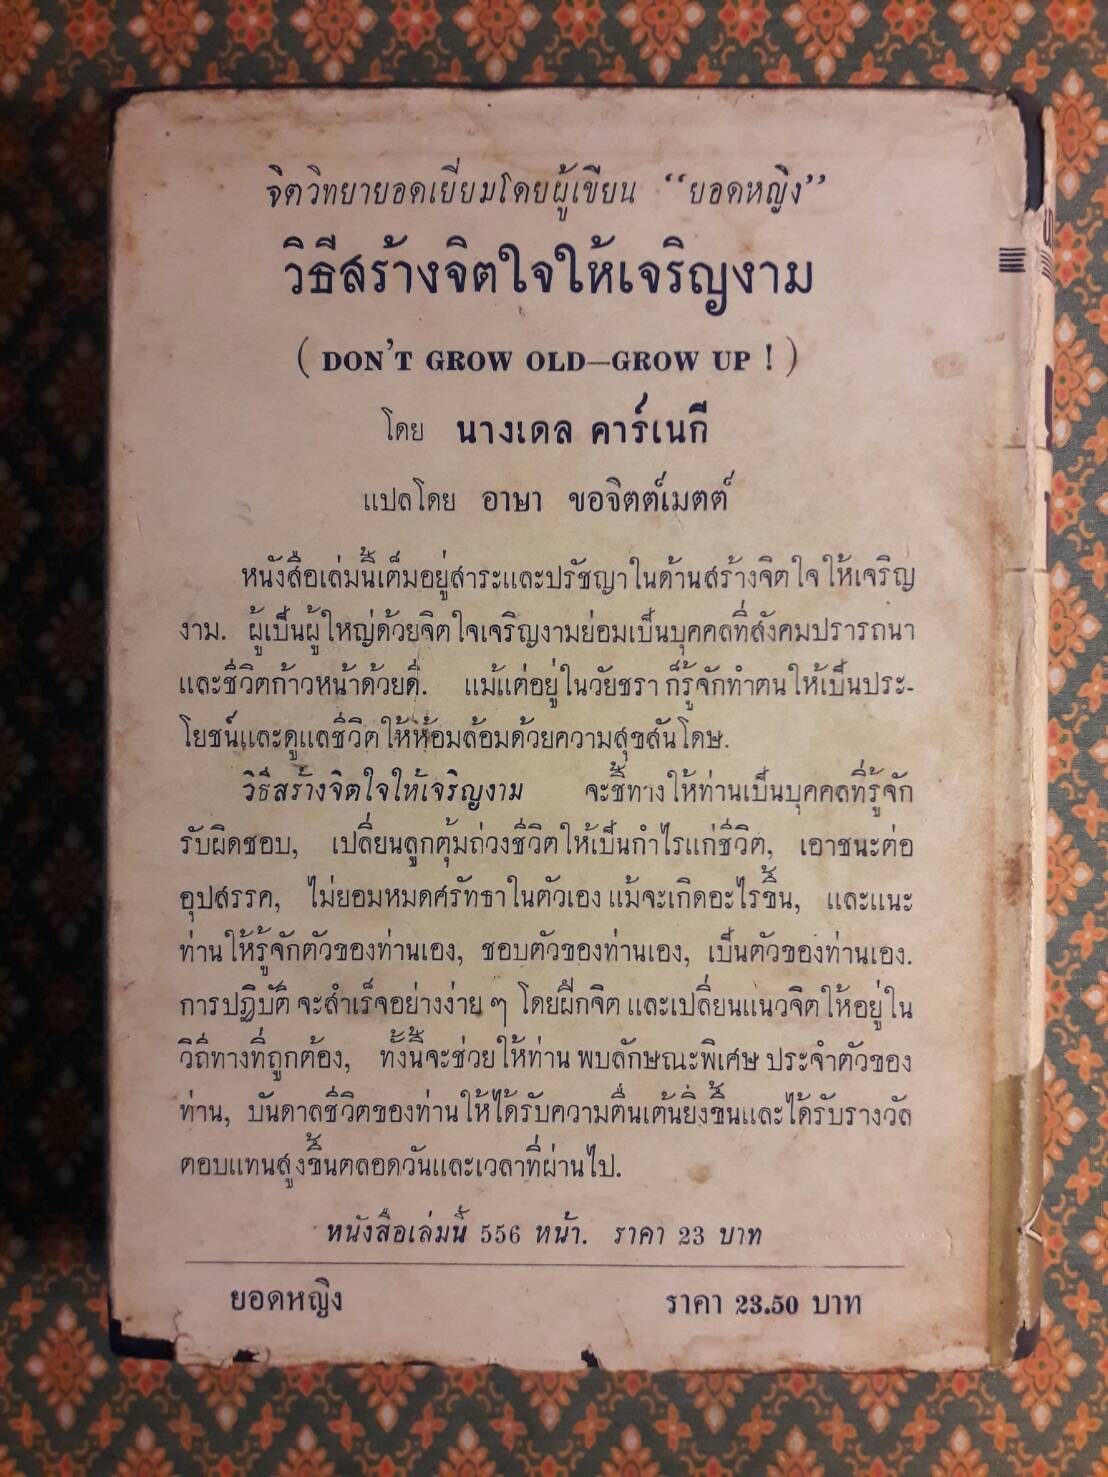 จิตวิทยายอดเยี่ยมโดยผู้เขียน “ยอดหญิง”
วิธีสร้างจิตใจให้เจริญงาม
( DON'T GROW OLD—GROW UP ! )
โดย นางเดล คาร์เนกี
แปลโดย อาษา ขอจิตต์เมตต์
หนังสือเล่มนี้เต็มอยู่สาระและปรัชญาในด้านสร้างจิตใจให้เจริญ
งาม. ผู้เป็นผู้ใหญ่ด้วยจิตใจเจริญงามย่อมเป็นบุคคลที่สังคมปรารถนา
และชีวิตก้าวหน้าด้วยดี. แม้แต่อยู่ในวัยชรา ก็รู้จักทำตนให้เป็นประ-
โยชน์และดูแลชีวิตให้ห้อมล้อมด้วยความสุขสันโดษ.
วิธีสร้างจิตใจให้เจริญงาม จะชี้ทางให้ท่านเป็นบุคคลที่รู้จัก
รับผิดชอบ, เปลี่ยนลูกตุ้มถ่วงชีวิตให้เป็นกำไรแก่ชีวิต, เอาชนะต่อ
อุปสรรค, ไม่ยอมหมดศรัทธาในตัวเอง แม้จะเกิดอะไรขึ้น, และแนะ
ท่านให้รู้จักตัวของท่านเอง, ชอบตัวของท่านเอง, เป็นตัวของท่านเอง.
การปฏิบัติ จะสำเร็จอย่างง่าย ๆ โดยฝึกจิต และเปลี่ยนแนวจิตให้อยู่ใน
วิถีทางที่ถูกต้อง, ทั้งนี้จะช่วยให้ท่าน พบลักษณะพิเศษ ประจำตัวของ
ท่าน, บันดาลชีวิตของท่านให้ได้รับความตื่นเต้นยิ่งขึ้นและได้รับรางวัล
ตอบแทนสูงขึ้นตลอดวันและเวลาที่ผ่านไป.
หนังสือเล่มนี้ 556 หน้า. ราคา 23 บาท
ยอดหญิง ราคา 23.50 บาท